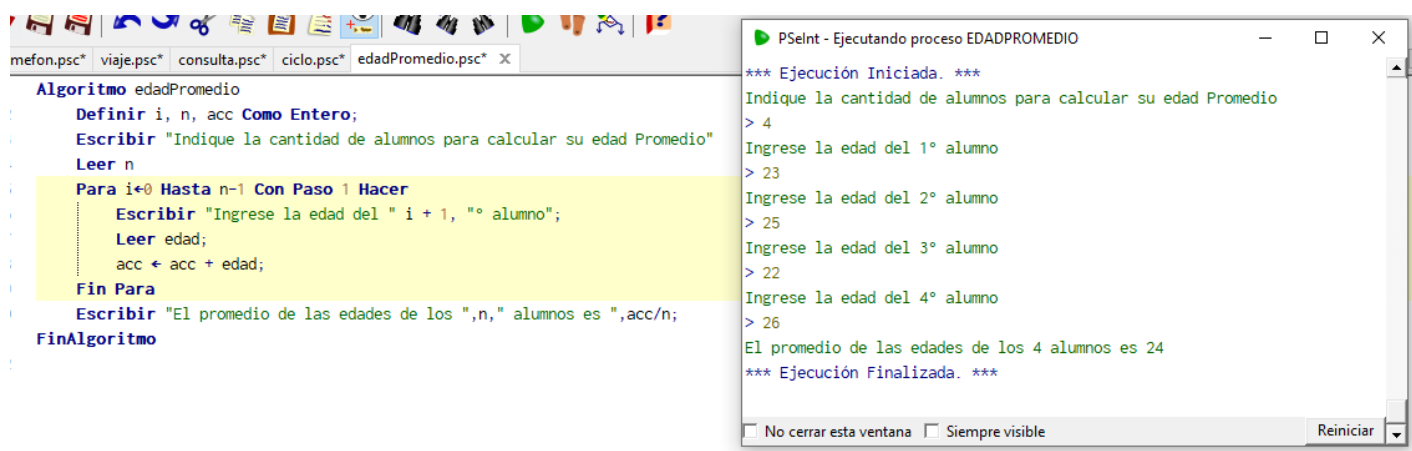 mefon.psc* viaje.psc* consulta.psc* ciclo.psc* edadPromedio.psc* X
Algoritmo edadPromedio
Definir i, n, acc Como Entero;
Escribir "Indique la cantidad de alumnos para calcular su edad Promedio"
Leer n
Para i←0 Hasta n-1 Con Paso 1 Hacer
Escribir "Ingrese la edad del " i + 1, "° alumno";
Leer edad;
acc ← acc + edad;
Fin Para
Escribir "El promedio de las edades de los ",n," alumnos es ",acc/n;
FinAlgoritmo
PSeInt - Ejecutando proceso EDADPROMEDIO
*** Ejecución Iniciada. ***
Indique la cantidad de alumnos para calcular su edad Promedio
> 4
Ingrese la edad del 1° alumno
> 23
Ingrese la edad del 2° alumno
> 25
Ingrese la edad del 3° alumno
> 22
Ingrese la edad del 4° alumno
> 26
El promedio de las edades de los 4 alumnos es 24
*** Ejecución Finalizada. ***
No cerrar esta ventana Siempre visible Reiniciar